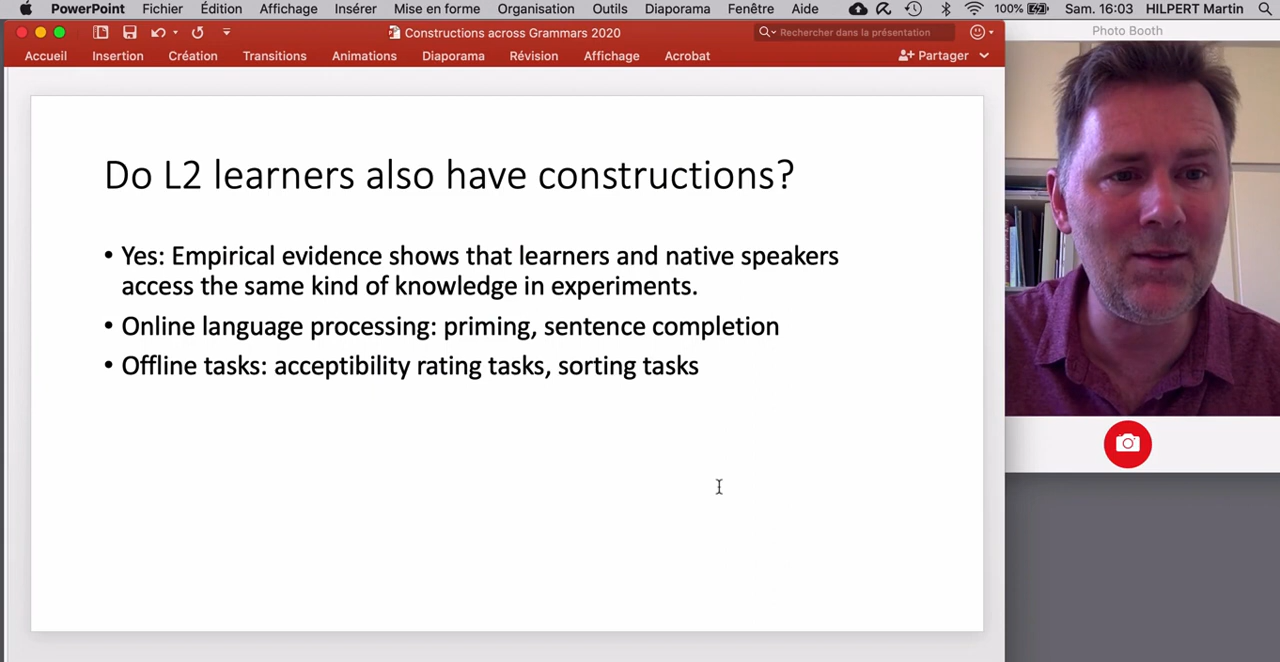 PowerPoint Fichier Édition Affichage Insérer Mise en forme Organisation Outils Diaporama Fenêtre Aide 100% Sam. 16:03 HILPERT Martin
Constructions across Grammars 2020
Rechercher dans la présentation
Photo Booth
Accueil Insertion Création Transitions Animations Diaporama Révision Affichage Acrobat Partager
Do L2 learners also have constructions?
• Yes: Empirical evidence shows that learners and native speakers
access the same kind of knowledge in experiments.
• Online language processing: priming, sentence completion
• Offline tasks: acceptibility rating tasks, sorting tasks